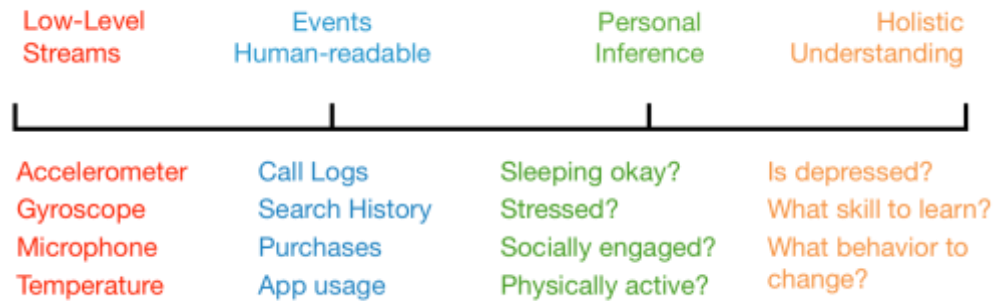 Low-Level
Streams
Events
Human-readable
Personal
Inference
Holistic
Understanding
Accelerometer
Gyroscope
Microphone
Temperature
Call Logs
Search History
Purchases
App usage
Sleeping okay?
Stressed?
Socially engaged?
Physically active?
Is depressed?
What skill to learn?
What behavior to
change?